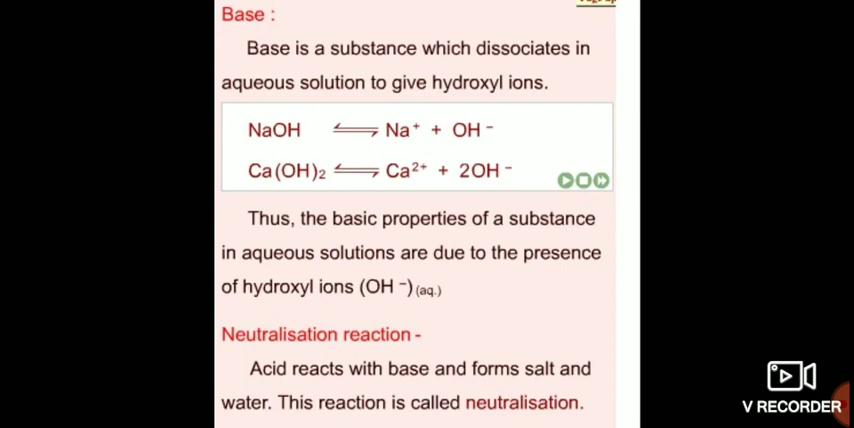 Base :
Base is a substance which dissociates in
aqueous solution to give hydroxyl ions.
NaOH ⇌ Na⁺ + OH⁻
Ca(OH)₂ ⇌ Ca²⁺ + 2OH⁻
Thus, the basic properties of a substance
in aqueous solutions are due to the presence
of hydroxyl ions (OH⁻)(aq.)
Neutralisation reaction -
Acid reacts with base and forms salt and
water. This reaction is called neutralisation.
V RECORDER